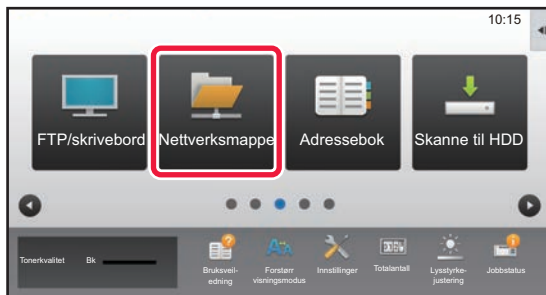 10:15
FTP/skrivebord
Nettverksmappe
Adressebok
Skanne til HDD
Tonerkvalitet
Bk
Bruksveil-
edning
Forstørr
visningsmodus
Innstillinger
Totalantall
Lysstyrke-
justering
Jobbstatus